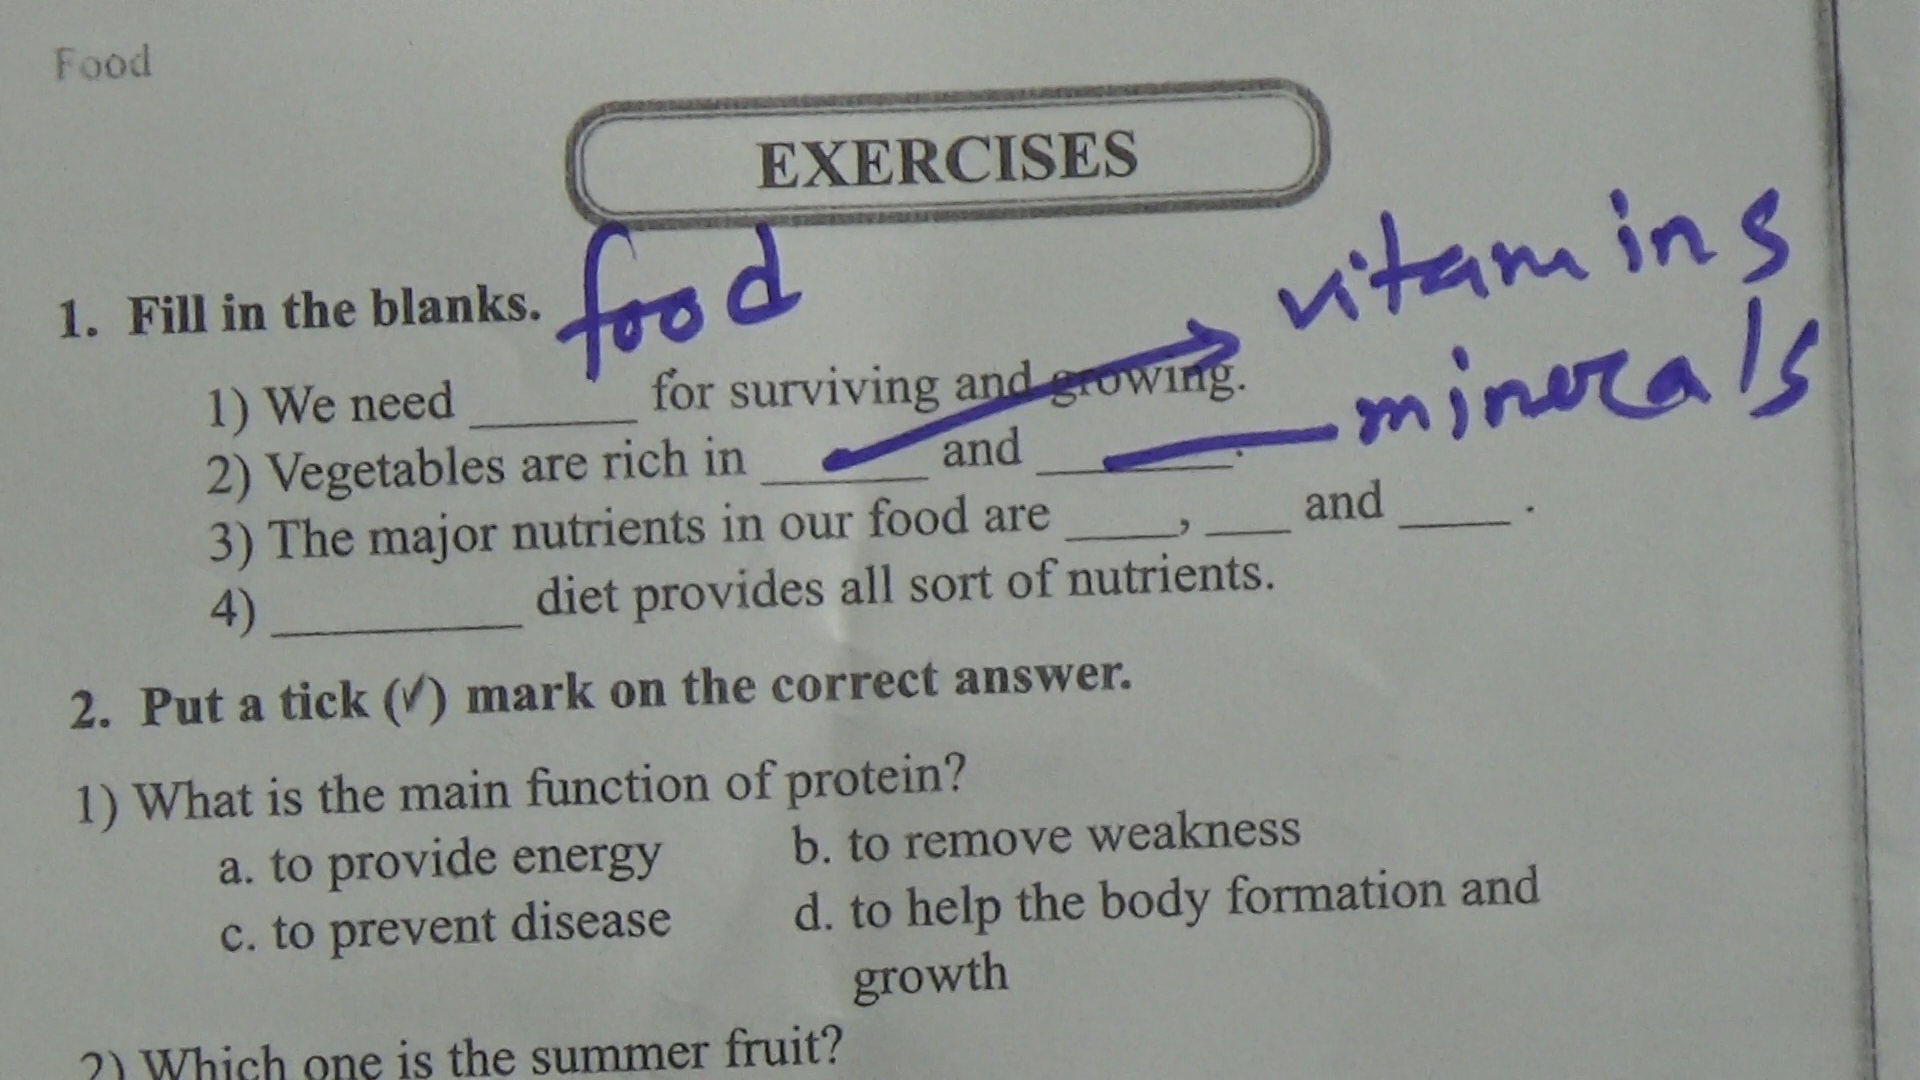 Food
EXERCISES
1. Fill in the blanks. food
1) We need ______ for surviving and growing.
vitamins
2) Vegetables are rich in ______ and ______.
minerals
3) The major nutrients in our food are ____, ___ and ____.
4) _________ diet provides all sort of nutrients.
2. Put a tick (✓) mark on the correct answer.
1) What is the main function of protein?
a. to provide energy b. to remove weakness
c. to prevent disease d. to help the body formation and
growth
2) Which one is the summer fruit?